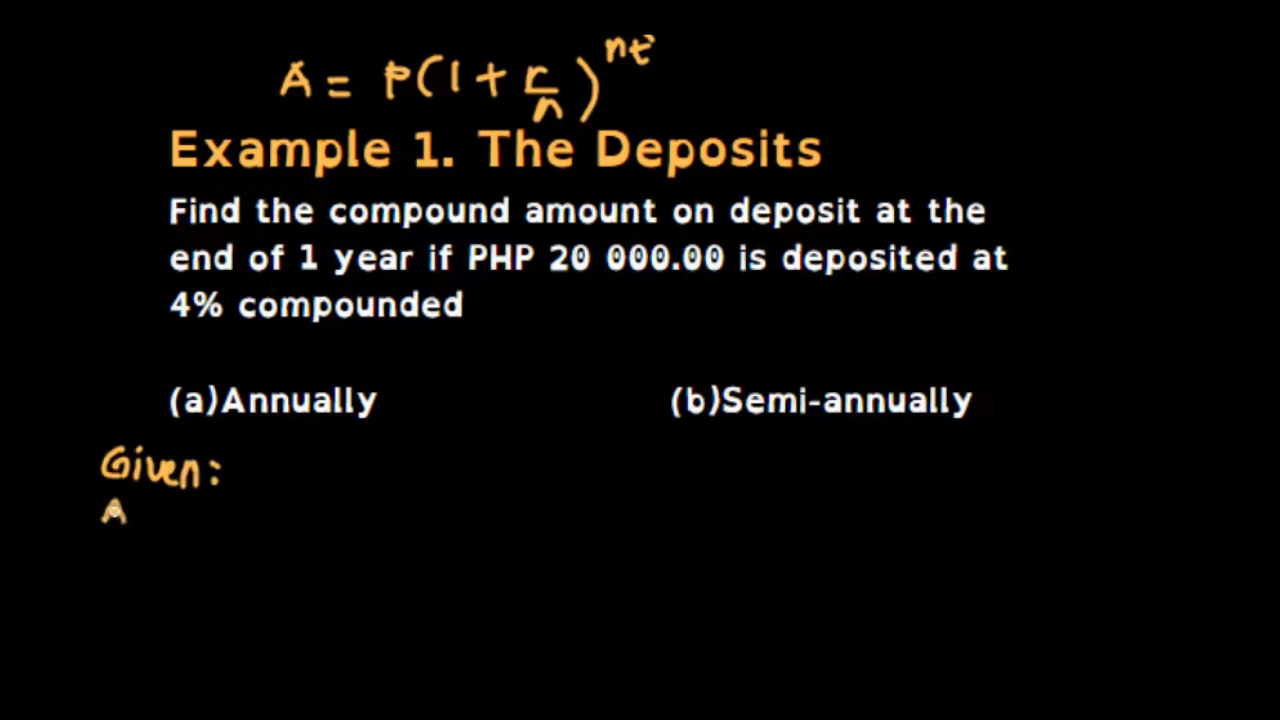 A = P(1 + r/n)^nt
Example 1. The Deposits
Find the compound amount on deposit at the
end of 1 year if PHP 20 000.00 is deposited at
4% compounded
(a)Annually (b)Semi-annually
Given:
A